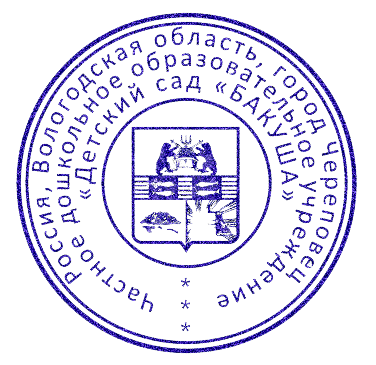 Россия, Вологодская область, город Череповец
Частное дошкольное образовательное учреждение
«Детский сад «БАКУША»
* * *